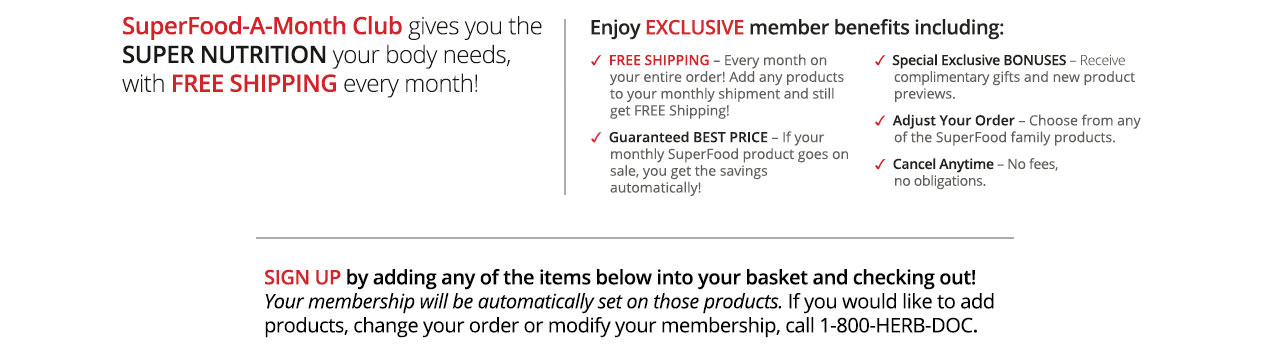 SuperFood-A-Month Club gives you the
SUPER NUTRITION your body needs,
with FREE SHIPPING every month!
Enjoy EXCLUSIVE member benefits including:
✓ FREE SHIPPING – Every month on
your entire order! Add any products
to your monthly shipment and still
get FREE Shipping!
✓ Guaranteed BEST PRICE – If your
monthly SuperFood product goes on
sale, you get the savings
automatically!
✓ Special Exclusive BONUSES – Receive
complimentary gifts and new product
previews.
✓ Adjust Your Order – Choose from any
of the SuperFood family products.
✓ Cancel Anytime – No fees,
no obligations.
SIGN UP by adding any of the items below into your basket and checking out!
Your membership will be automatically set on those products. If you would like to add
products, change your order or modify your membership, call 1-800-HERB-DOC.